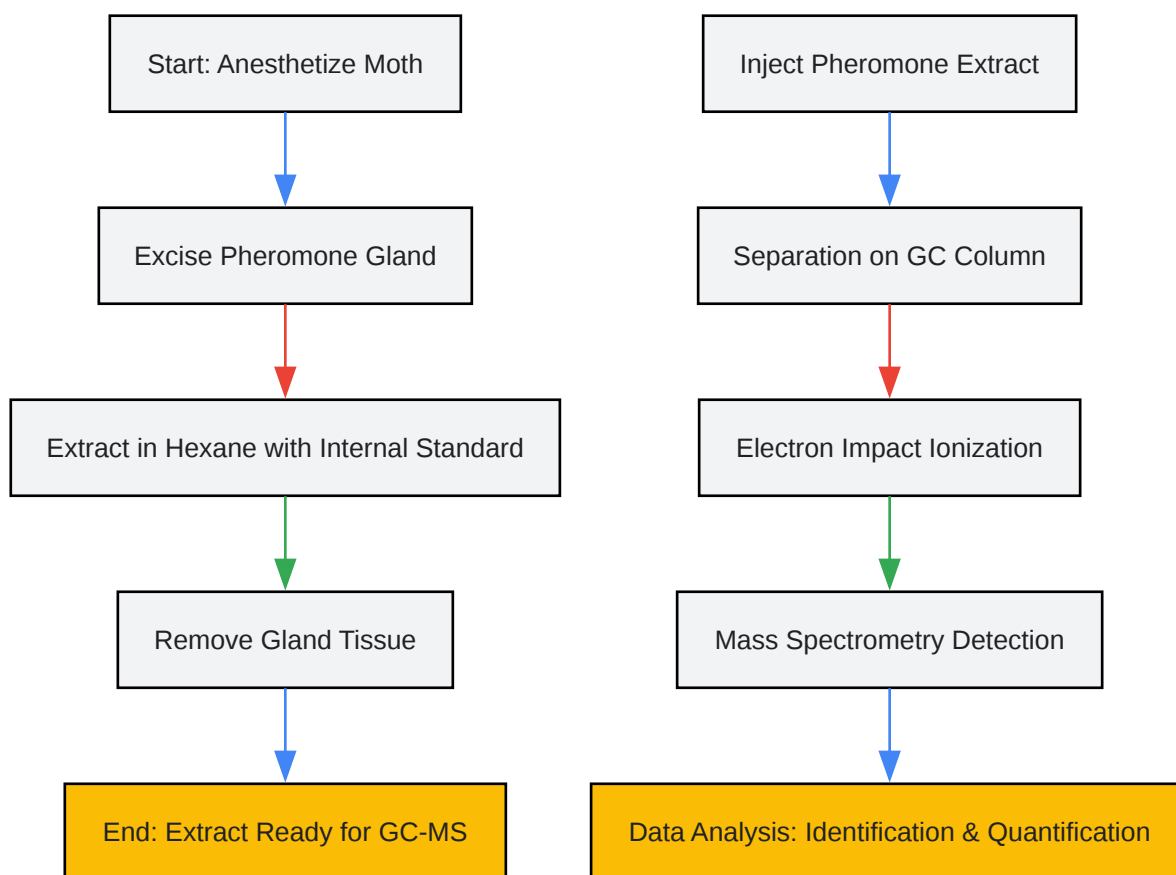 Start: Anesthetize Moth
Excise Pheromone Gland
Extract in Hexane with Internal Standard
Remove Gland Tissue
End: Extract Ready for GC-MS
Inject Pheromone Extract
Separation on GC Column
Electron Impact Ionization
Mass Spectrometry Detection
Data Analysis: Identification & Quantification